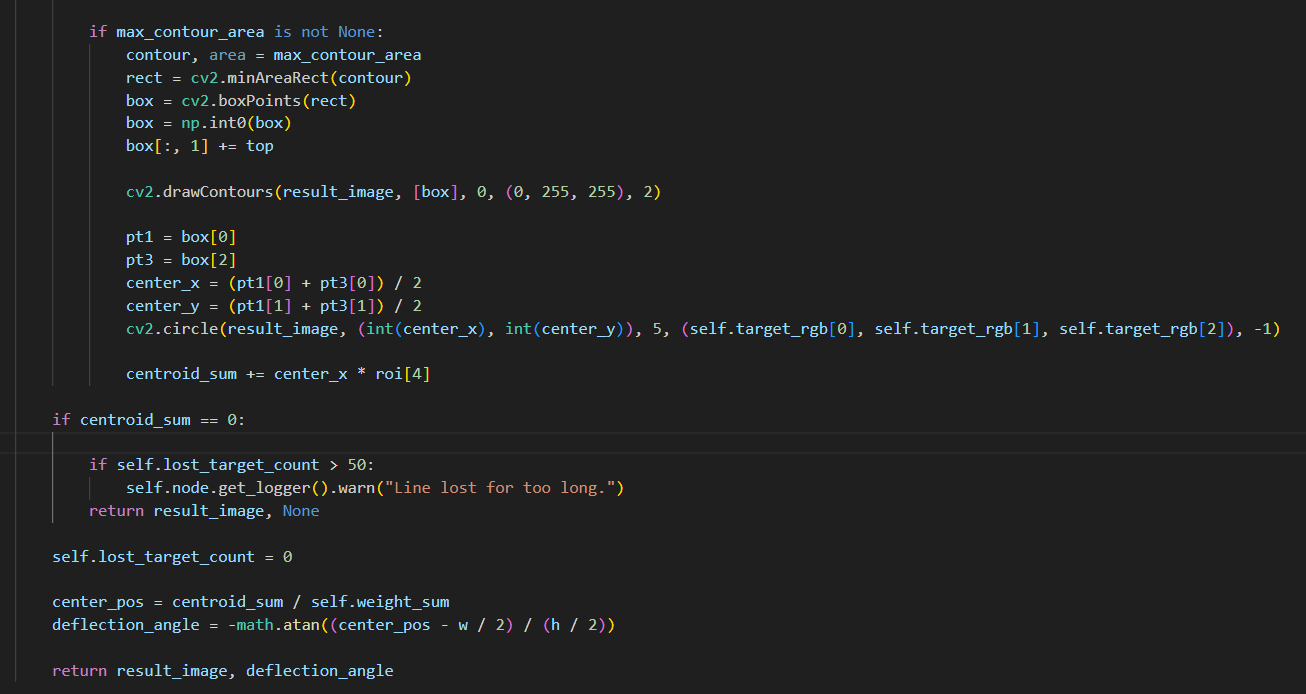 if max_contour_area is not None:
contour, area = max_contour_area
rect = cv2.minAreaRect(contour)
box = cv2.boxPoints(rect)
box = np.int0(box)
box[:, 1] += top
cv2.drawContours(result_image, [box], 0, (0, 255, 255), 2)
pt1 = box[0]
pt3 = box[2]
center_x = (pt1[0] + pt3[0]) / 2
center_y = (pt1[1] + pt3[1]) / 2
cv2.circle(result_image, (int(center_x), int(center_y)), 5, (self.target_rgb[0], self.target_rgb[1], self.target_rgb[2]), -1)
centroid_sum += center_x * roi[4]
if centroid_sum == 0:
if self.lost_target_count > 50:
self.node.get_logger().warn("Line lost for too long.")
return result_image, None
self.lost_target_count = 0
center_pos = centroid_sum / self.weight_sum
deflection_angle = -math.atan((center_pos - w / 2) / (h / 2))
return result_image, deflection_angle